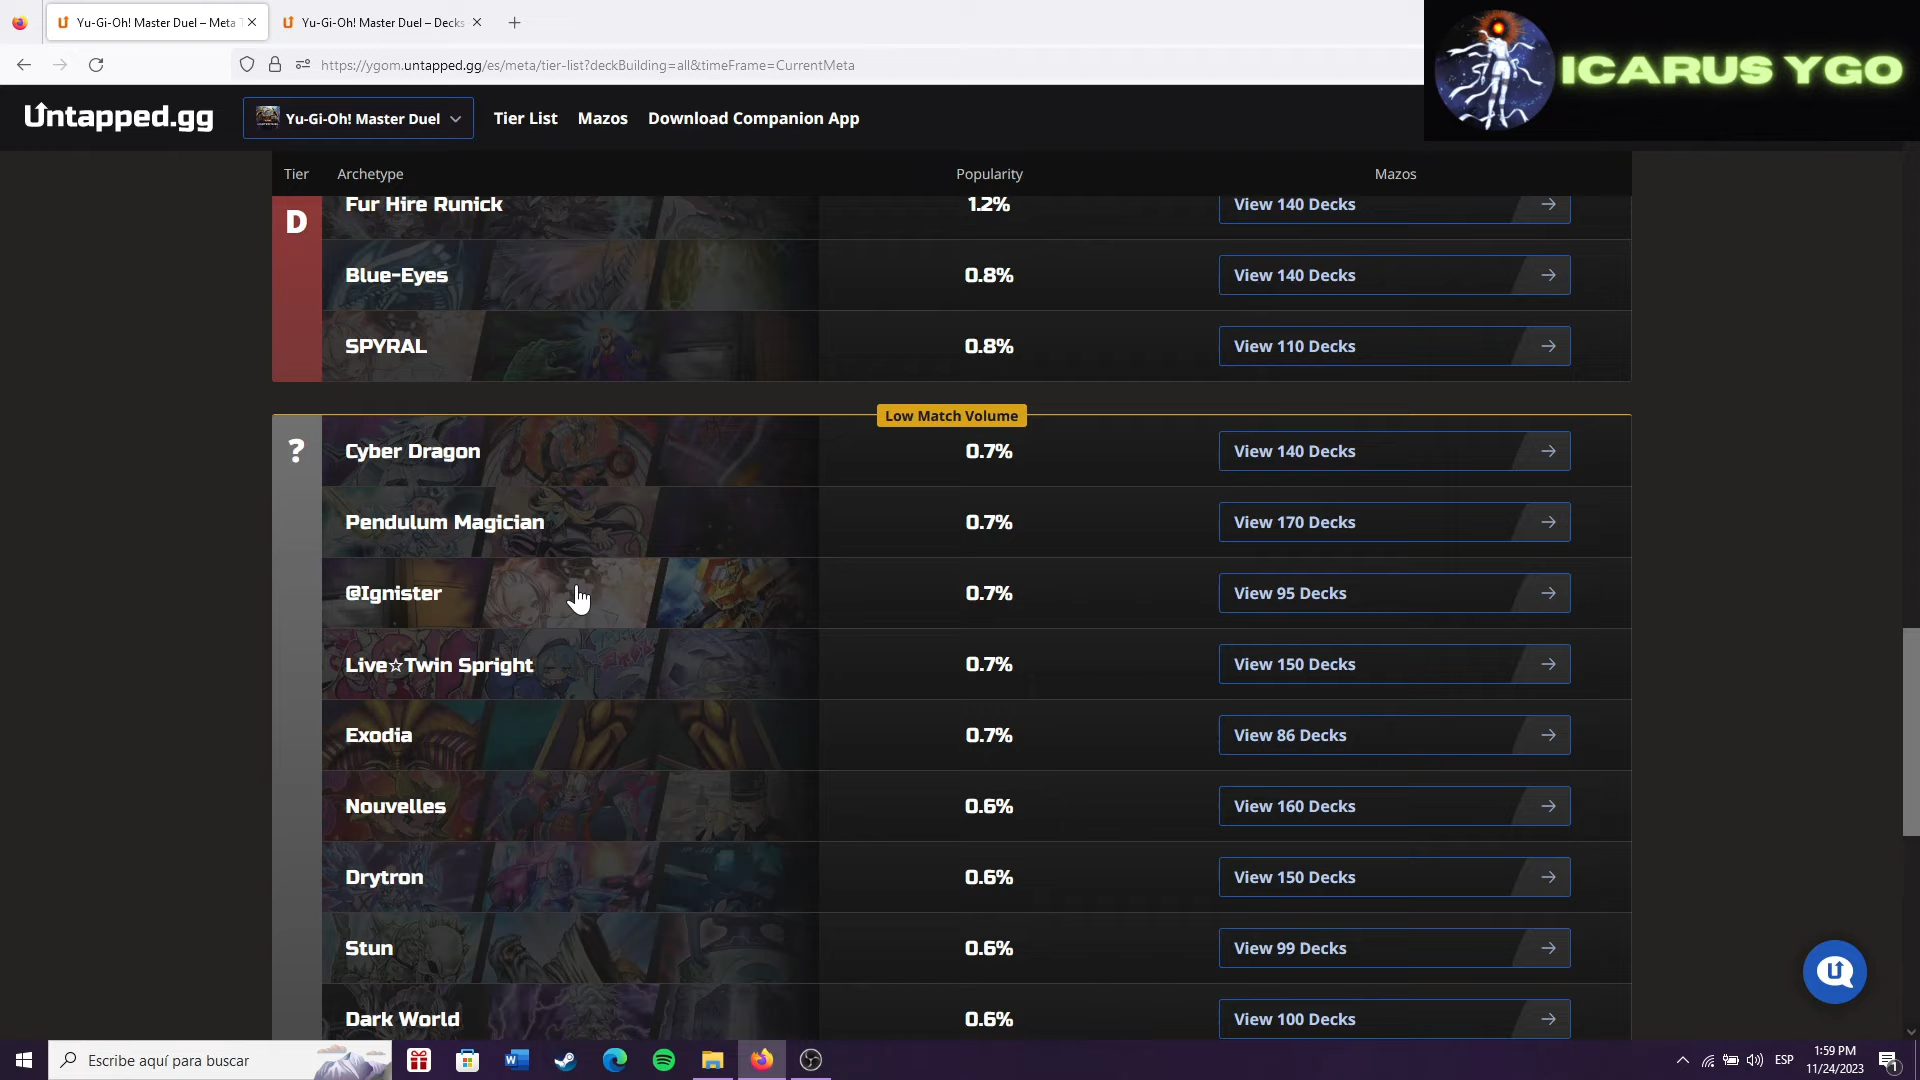 Yu-Gi-Oh! Master Duel – Meta T
Yu-Gi-Oh! Master Duel – Decks
https://ygom.untapped.gg/es/meta/tier-list?deckBuilding=all&timeFrame=CurrentMeta
ICARUS YGO
Untapped.gg
Yu-Gi-Oh! Master Duel
Tier List
Mazos
Download Companion App
Tier
Archetype
Popularity
Mazos
D
Fur Hire Runick
1.2%
View 140 Decks
Blue-Eyes
0.8%
View 140 Decks
SPYRAL
0.8%
View 110 Decks
Low Match Volume
?
Cyber Dragon
0.7%
View 140 Decks
Pendulum Magician
0.7%
View 170 Decks
@Ignister
0.7%
View 95 Decks
Live☆Twin Spright
0.7%
View 150 Decks
Exodia
0.7%
View 86 Decks
Nouvelles
0.6%
View 160 Decks
Drytron
0.6%
View 150 Decks
Stun
0.6%
View 99 Decks
Dark World
0.6%
View 100 Decks
Escribe aquí para buscar
ESP
1:59 PM
11/24/2023
1